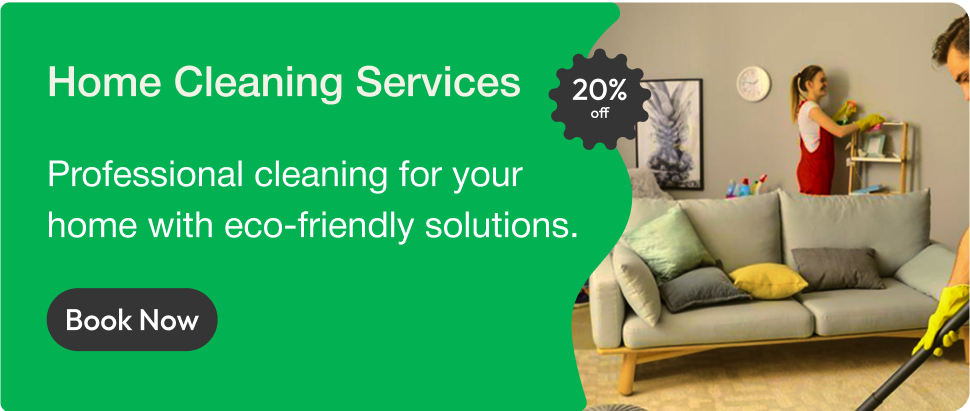 Home Cleaning Services
20%
off
Professional cleaning for your
home with eco-friendly solutions.
Book Now